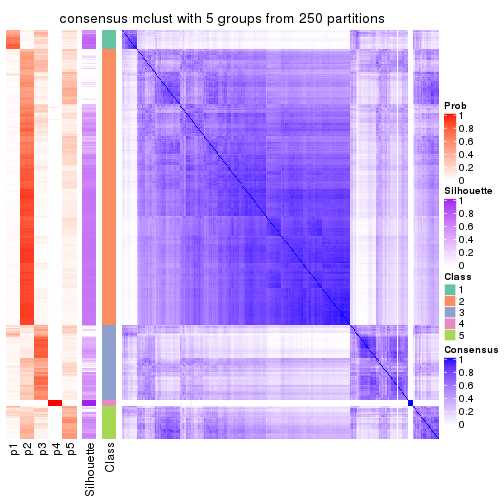 consensus mclust with 5 groups from 250 partitions
Prob
1
0.8
0.6
0.4
0.2
0
Silhouette
1
0.8
0.6
0.4
0.2
0
Class
1
2
3
4
5
Consensus
1
0.8
0.6
0.4
0.2
0
p1
p2
p3
p4
p5
Silhouette
Class